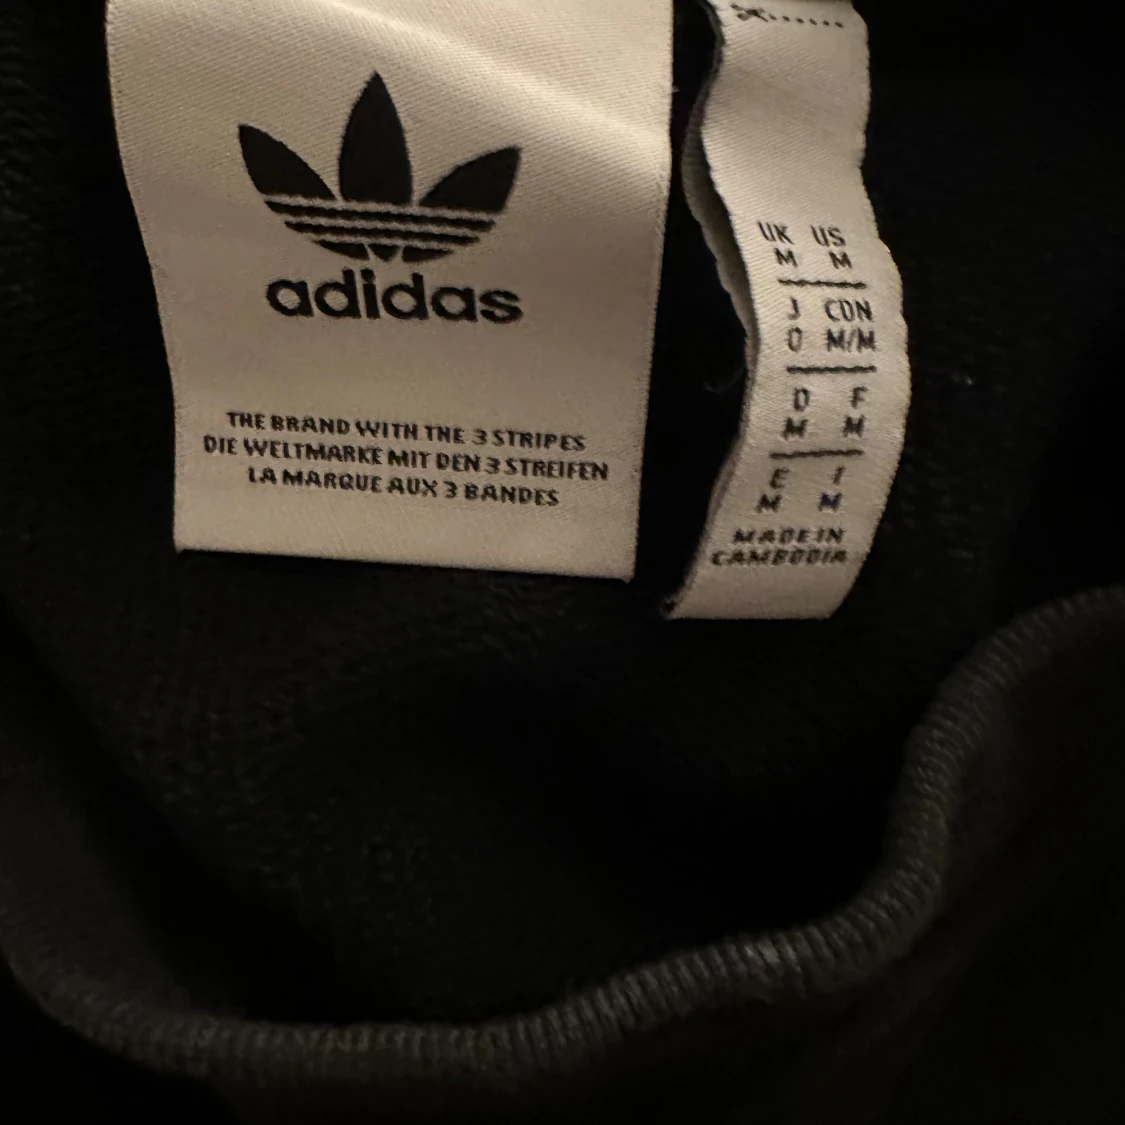 adidas
THE BRAND WITH THE 3 STRIPES
DIE WELTMARKE MIT DEN 3 STREIFEN
LA MARQUE AUX 3 BANDES
UK US
M M
J CDN
O M/M
D F
M M
E I
M M
MADE IN
CAMBODIA